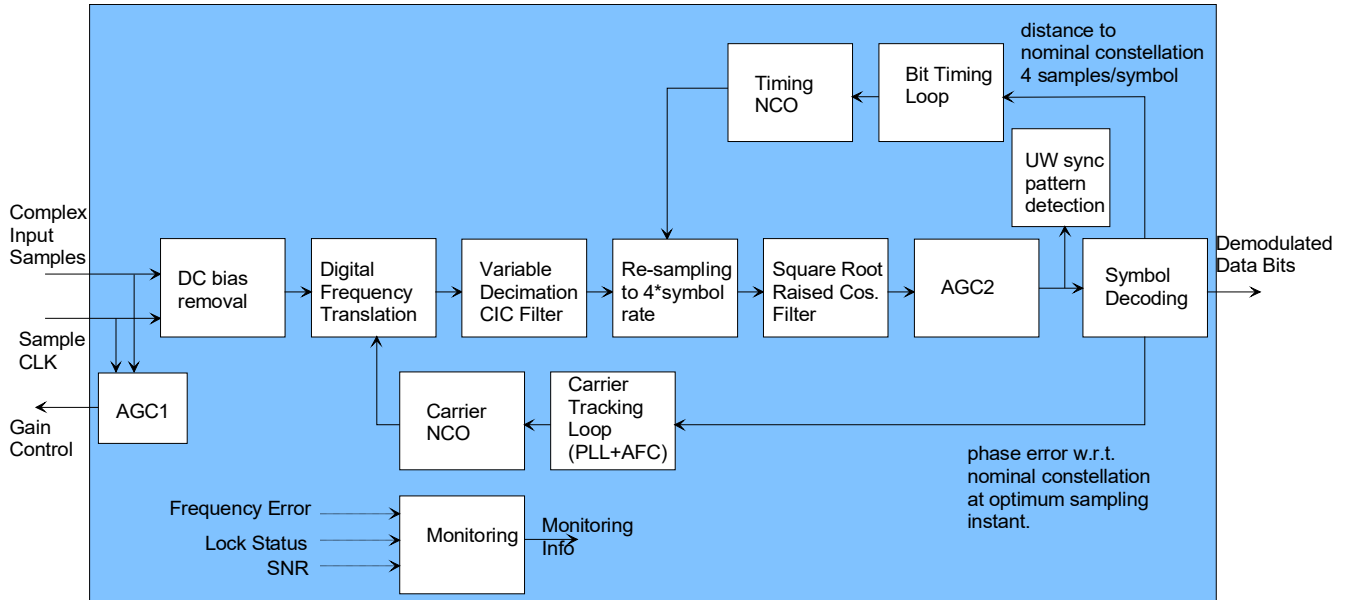 distance to
nominal constellation
4 samples/symbol
Timing
NCO
Bit Timing
Loop
UW sync
pattern
detection
Complex
Input
Samples
DC bias
removal
Digital
Frequency
Translation
Variable
Decimation
CIC Filter
Re-sampling
to 4*symbol
rate
Square Root
Raised Cos.
Filter
AGC2
Symbol
Decoding
Demodulated
Data Bits
Sample
CLK
AGC1
Gain
Control
Carrier
NCO
Carrier
Tracking
Loop
(PLL+AFC)
phase error w.r.t.
nominal constellation
at optimum sampling
instant.
Frequency Error
Lock Status
SNR
Monitoring
Monitoring
Info